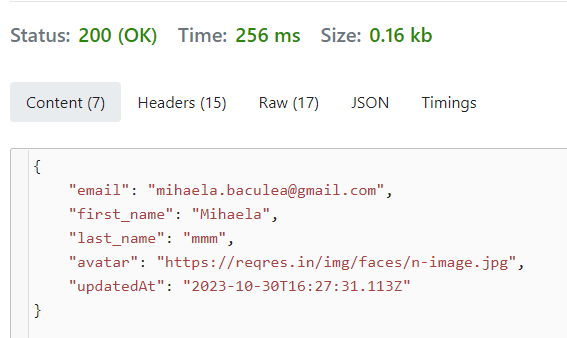 Status: 200 (OK) Time: 256 ms Size: 0.16 kb
Content (7) Headers (15) Raw (17) JSON Timings
{
"email": "mihaela.baculea@gmail.com",
"first_name": "Mihaela",
"last_name": "mmm",
"avatar": "https://reqres.in/img/faces/n-image.jpg",
"updatedAt": "2023-10-30T16:27:31.113Z"
}